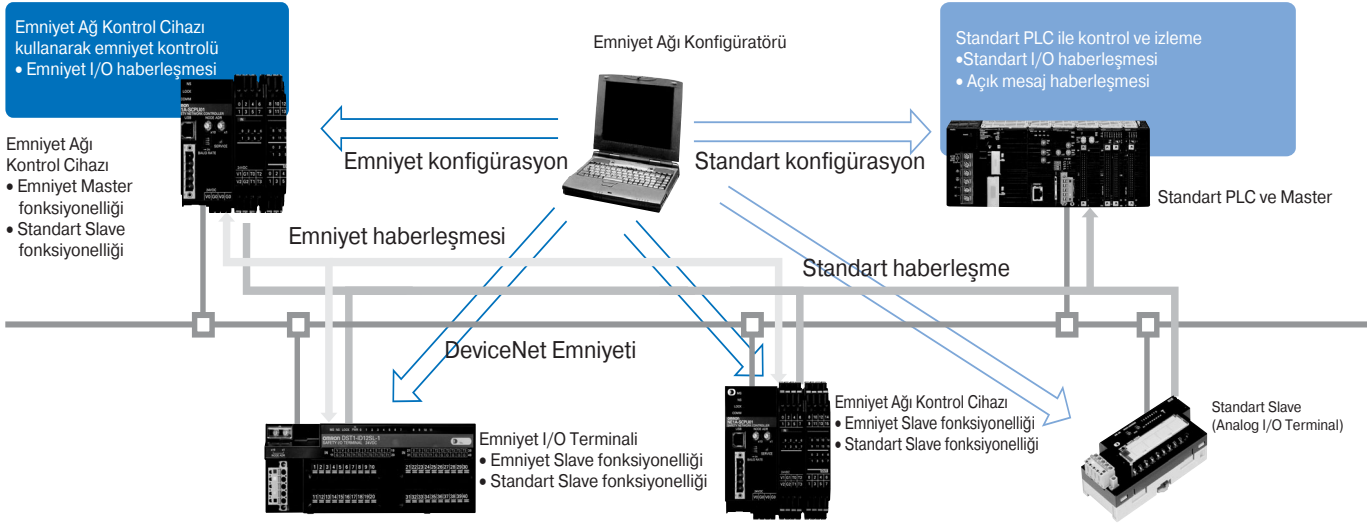 Emniyet Ağ Kontrol Cihazı
kullanarak emniyet kontrolü
• Emniyet I/O haberleşmesi
Emniyet Ağı Konfigüratörü
Standart PLC ile kontrol ve izleme
•Standart I/O haberleşmesi
• Açık mesaj haberleşmesi
Emniyet Ağı
Kontrol Cihazı
• Emniyet Master
fonksiyonelliği
• Standart Slave
fonksiyonelliği
Emniyet konfigürasyon
Standart konfigürasyon
Standart PLC ve Master
Emniyet haberleşmesi
Standart haberleşme
DeviceNet Emniyeti
Emniyet I/O Terminali
• Emniyet Slave fonksiyonelliği
• Standart Slave fonksiyonelliği
Emniyet Ağı Kontrol Cihazı
• Emniyet Slave fonksiyonelliği
• Standart Slave fonksiyonelliği
Standart Slave
(Analog I/O Terminal)
omron DST1-ID12SL-1